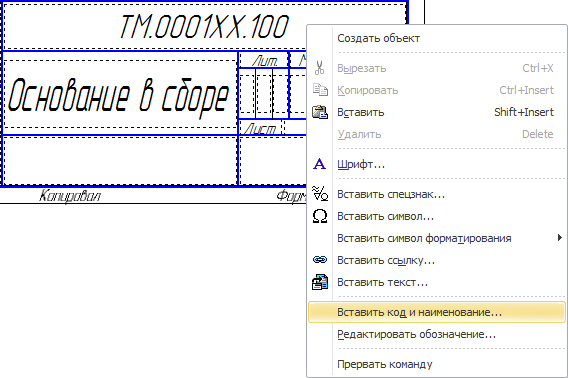 ТМ.0001ХХ.100
Лит.
Основание в сборе
Лист
Копировал
Форм
Создать объект
Вырезать Ctrl+X
Копировать Ctrl+Insert
Вставить Shift+Insert
Удалить Delete
Шрифт...
Вставить спецзнак...
Вставить символ...
Вставить символ форматирования
Вставить ссылку...
Вставить текст...
Вставить код и наименование...
Редактировать обозначение...
Прервать команду